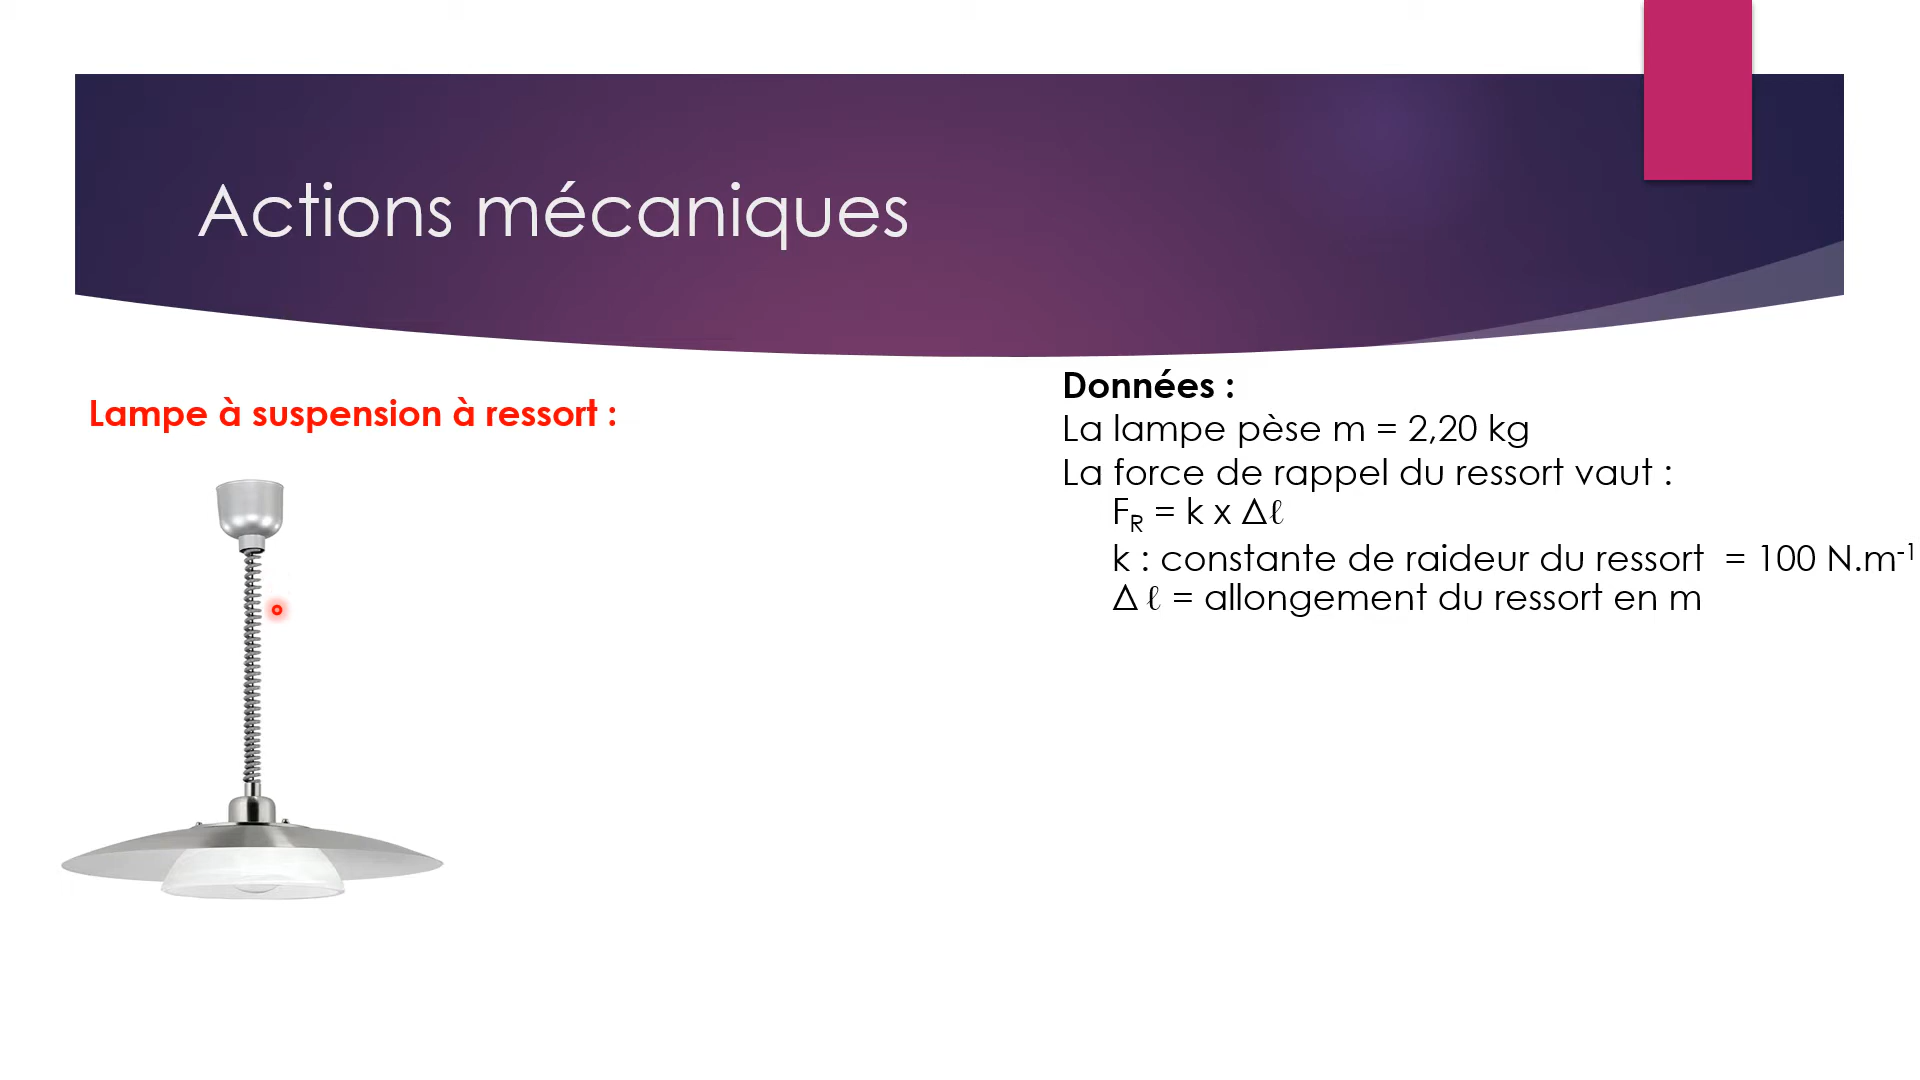 Actions mécaniques
Lampe à suspension à ressort :
Données :
La lampe pèse m = 2,20 kg
La force de rappel du ressort vaut :
F_R = k x Δℓ
k : constante de raideur du ressort  = 100 N.m⁻¹
Δ ℓ = allongement du ressort en m